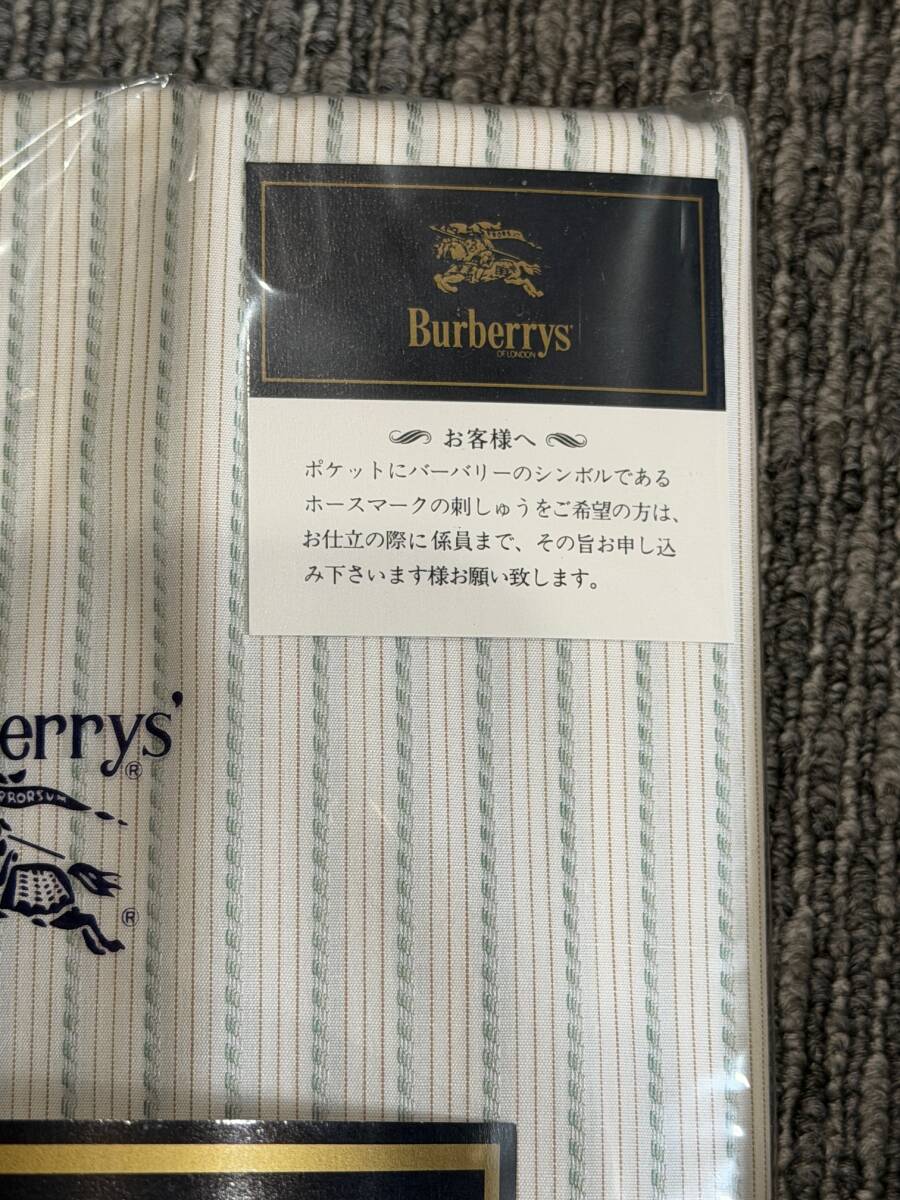 PRORSUM
Burberrys
OF LONDON
お客様へ
ポケットにバーバリーのシンボルである
ホースマークの刺しゅうをご希望の方は、
お仕立の際に係員まで、その旨お申し込
み下さいます様お願い致します。
errys'
®
PRORSUM
®